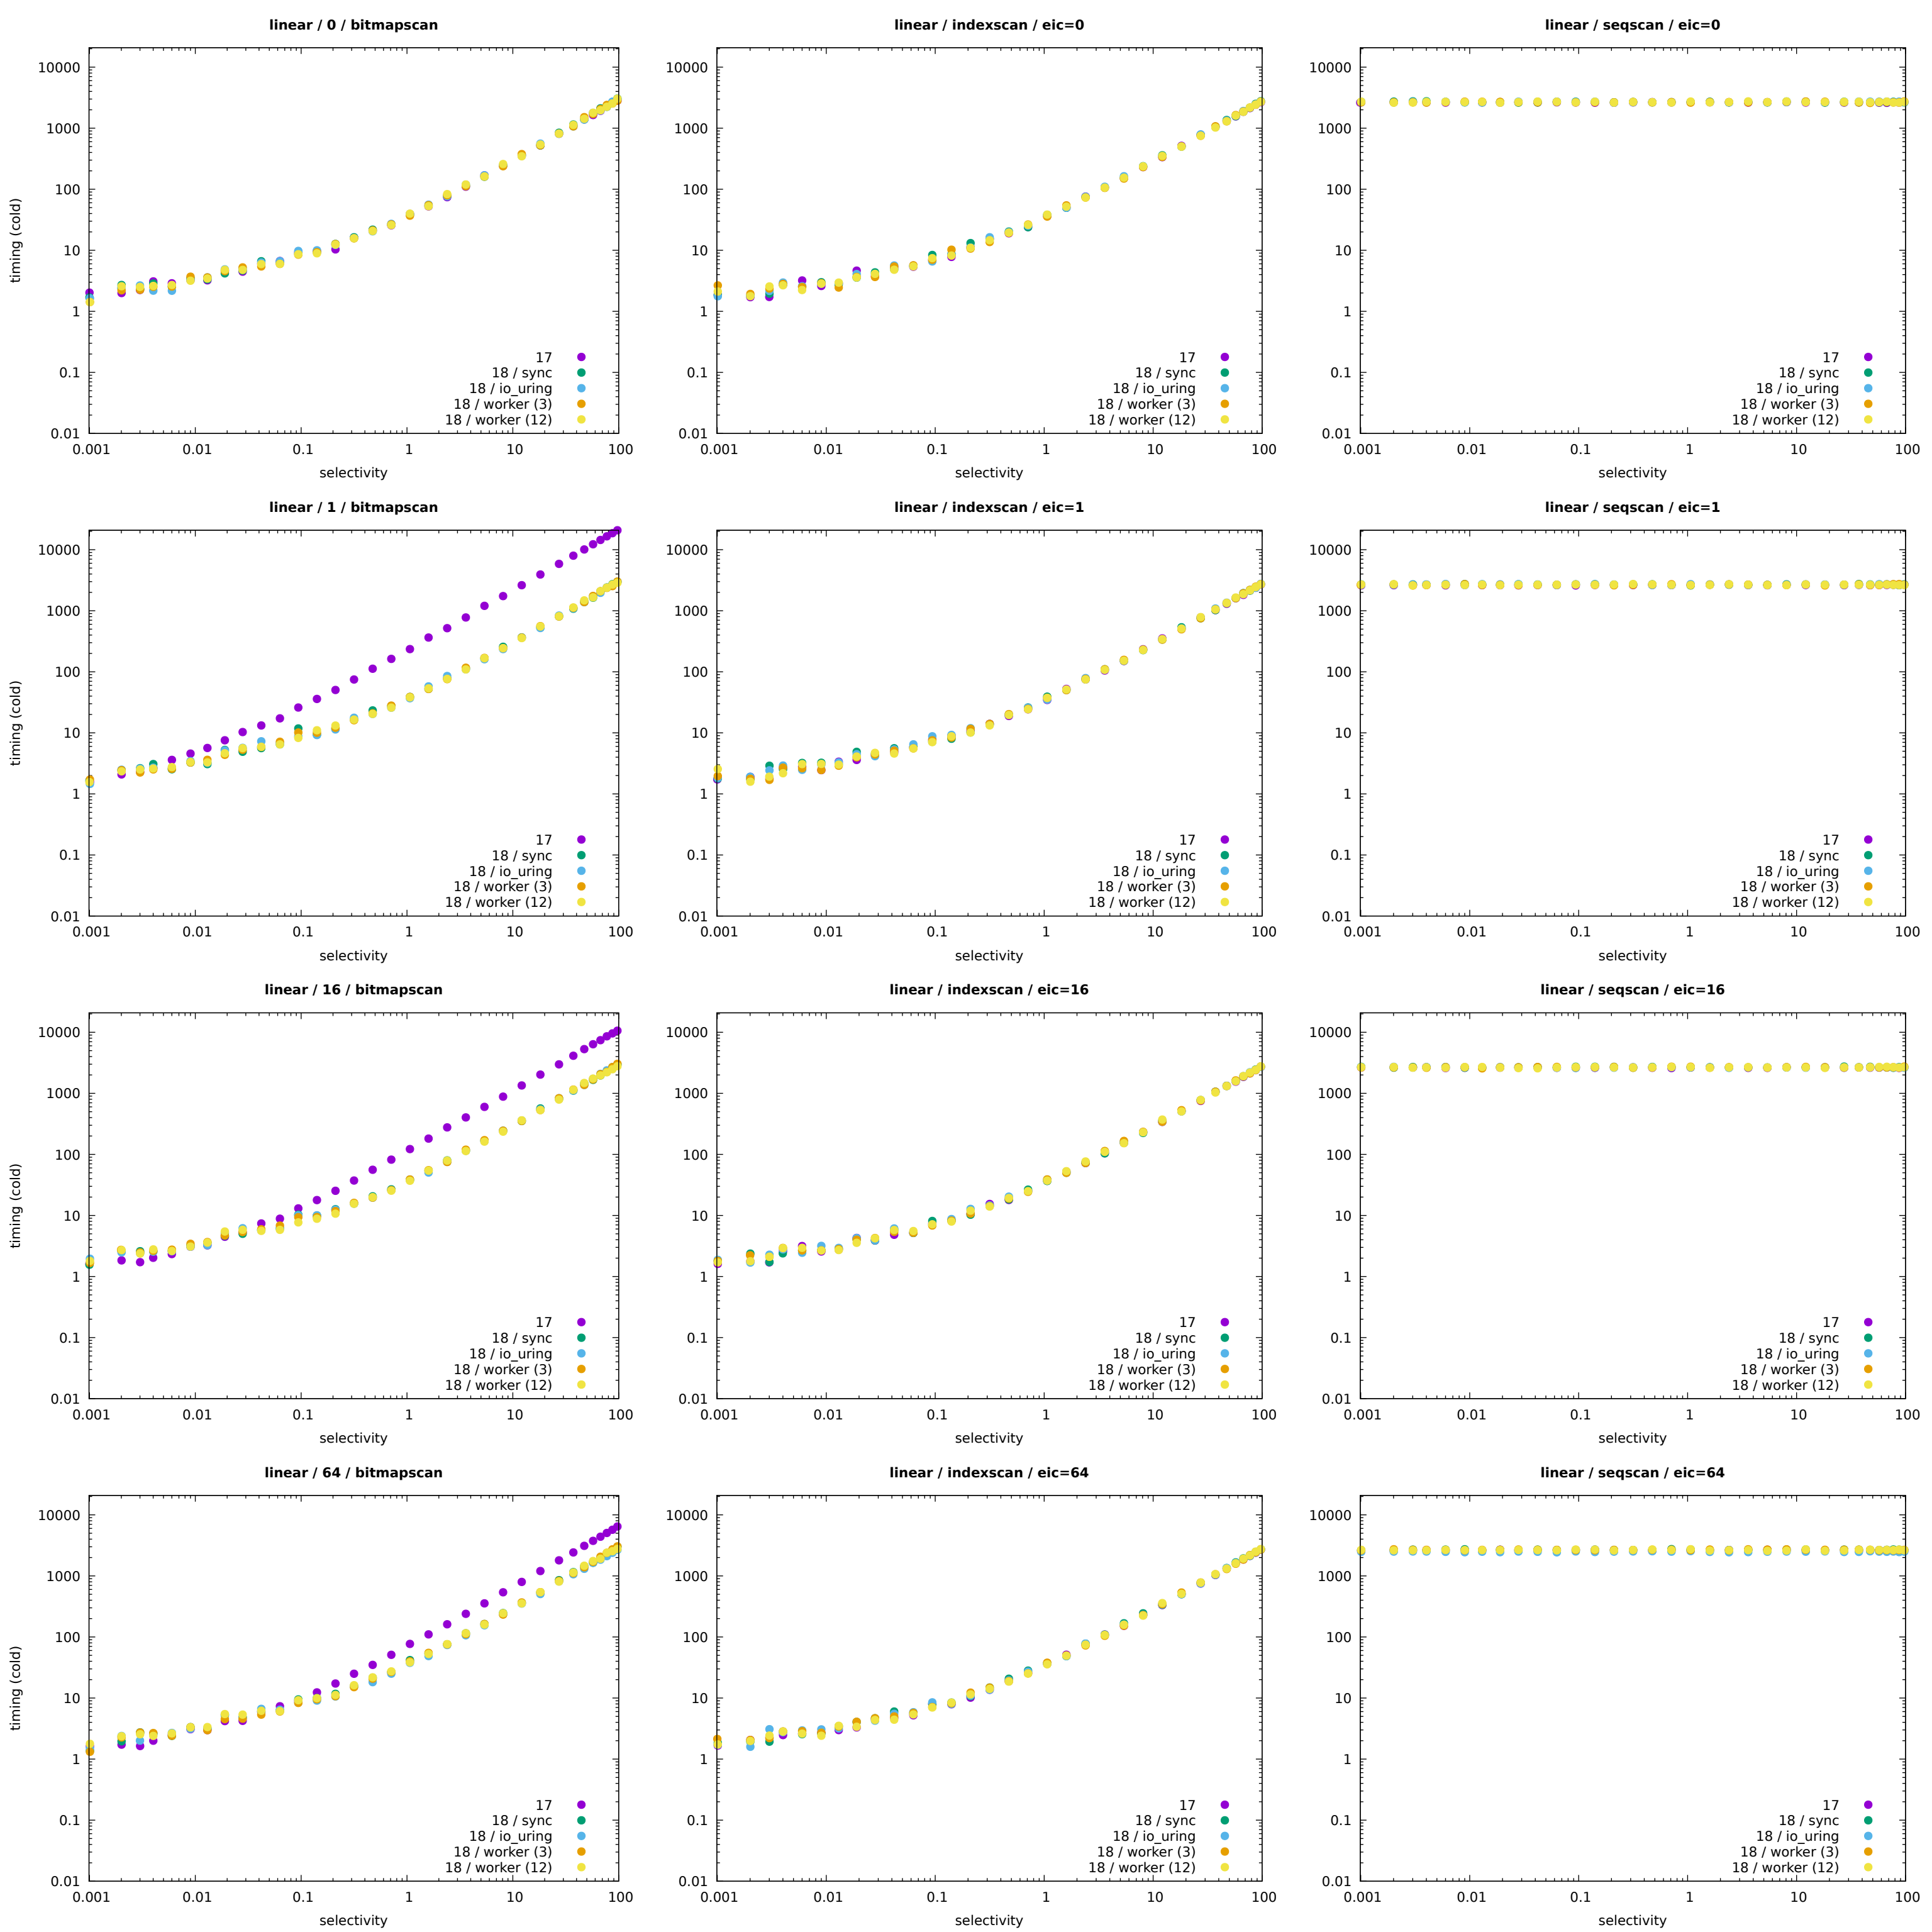 linear / 0 / bitmapscan
timing (cold)
10000
1000
100
10
1
0.1
0.01
17
18 / sync
18 / io_uring
18 / worker (3)
18 / worker (12)
0.001 0.01 0.1 1 10 100
selectivity
linear / indexscan / eic=0
10000
1000
100
10
1
0.1
0.01
17
18 / sync
18 / io_uring
18 / worker (3)
18 / worker (12)
0.001 0.01 0.1 1 10 100
selectivity
linear / seqscan / eic=0
10000
1000
100
10
1
0.1
0.01
17
18 / sync
18 / io_uring
18 / worker (3)
18 / worker (12)
0.001 0.01 0.1 1 10 100
selectivity
linear / 1 / bitmapscan
timing (cold)
10000
1000
100
10
1
0.1
0.01
17
18 / sync
18 / io_uring
18 / worker (3)
18 / worker (12)
0.001 0.01 0.1 1 10 100
selectivity
linear / indexscan / eic=1
10000
1000
100
10
1
0.1
0.01
17
18 / sync
18 / io_uring
18 / worker (3)
18 / worker (12)
0.001 0.01 0.1 1 10 100
selectivity
linear / seqscan / eic=1
10000
1000
100
10
1
0.1
0.01
17
18 / sync
18 / io_uring
18 / worker (3)
18 / worker (12)
0.001 0.01 0.1 1 10 100
selectivity
linear / 16 / bitmapscan
timing (cold)
10000
1000
100
10
1
0.1
0.01
17
18 / sync
18 / io_uring
18 / worker (3)
18 / worker (12)
0.001 0.01 0.1 1 10 100
selectivity
linear / indexscan / eic=16
10000
1000
100
10
1
0.1
0.01
17
18 / sync
18 / io_uring
18 / worker (3)
18 / worker (12)
0.001 0.01 0.1 1 10 100
selectivity
linear / seqscan / eic=16
10000
1000
100
10
1
0.1
0.01
17
18 / sync
18 / io_uring
18 / worker (3)
18 / worker (12)
0.001 0.01 0.1 1 10 100
selectivity
linear / 64 / bitmapscan
timing (cold)
10000
1000
100
10
1
0.1
0.01
17
18 / sync
18 / io_uring
18 / worker (3)
18 / worker (12)
0.001 0.01 0.1 1 10 100
selectivity
linear / indexscan / eic=64
10000
1000
100
10
1
0.1
0.01
17
18 / sync
18 / io_uring
18 / worker (3)
18 / worker (12)
0.001 0.01 0.1 1 10 100
selectivity
linear / seqscan / eic=64
10000
1000
100
10
1
0.1
0.01
17
18 / sync
18 / io_uring
18 / worker (3)
18 / worker (12)
0.001 0.01 0.1 1 10 100
selectivity